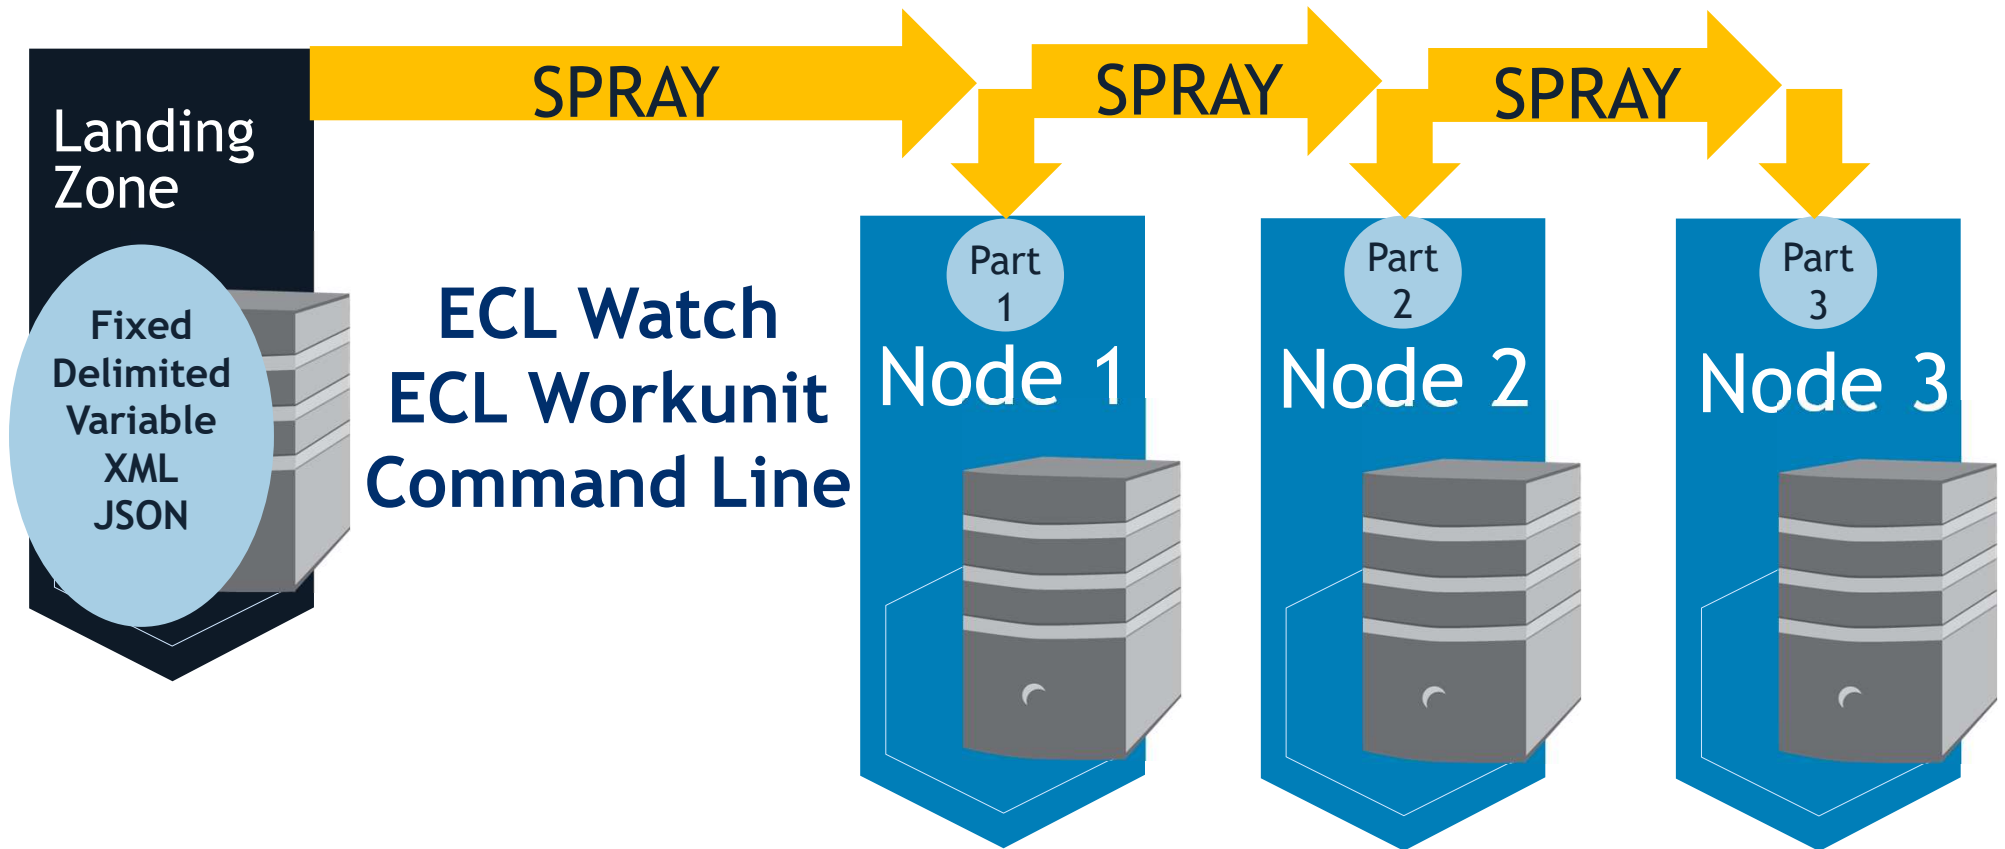 Landing
Zone
Fixed
Delimited
Variable
XML
JSON
SPRAY
SPRAY
SPRAY
ECL Watch
ECL Workunit
Command Line
Part
1
Node 1
Part
2
Node 2
Part
3
Node 3